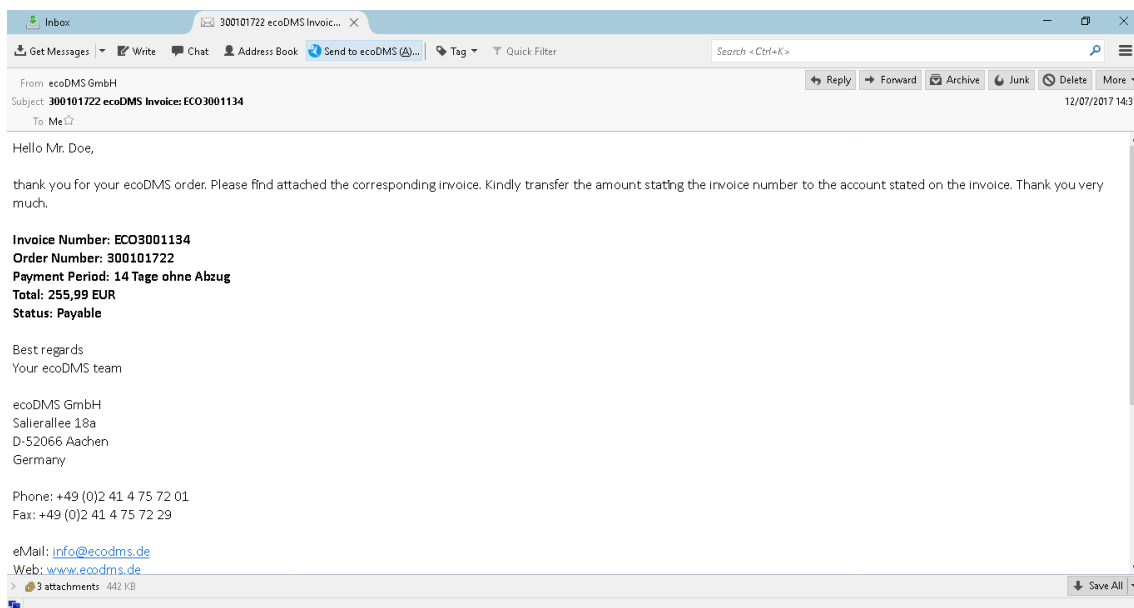 Inbox
300101722 ecoDMS Invoic...
Get Messages Write Chat Address Book Send to ecoDMS (A)... Tag Quick Filter Search <Ctrl+K>
From ecoDMS GmbH Reply Forward Archive Junk Delete More
Subject 300101722 ecoDMS Invoice: ECO3001134 12/07/2017 14:3
To Me
Hello Mr. Doe,
thank you for your ecoDMS order. Please find attached the corresponding invoice. Kindly transfer the amount stating the invoice number to the account stated on the invoice. Thank you very
much.
Invoice Number: ECO3001134
Order Number: 300101722
Payment Period: 14 Tage ohne Abzug
Total: 255,99 EUR
Status: Payable
Best regards
Your ecoDMS team
ecoDMS GmbH
Salierallee 18a
D-52066 Aachen
Germany
Phone: +49 (0)2 41 4 75 72 01
Fax: +49 (0)2 41 4 75 72 29
eMail: info@ecodms.de
Web: www.ecodms.de
3 attachments 442 KB Save All